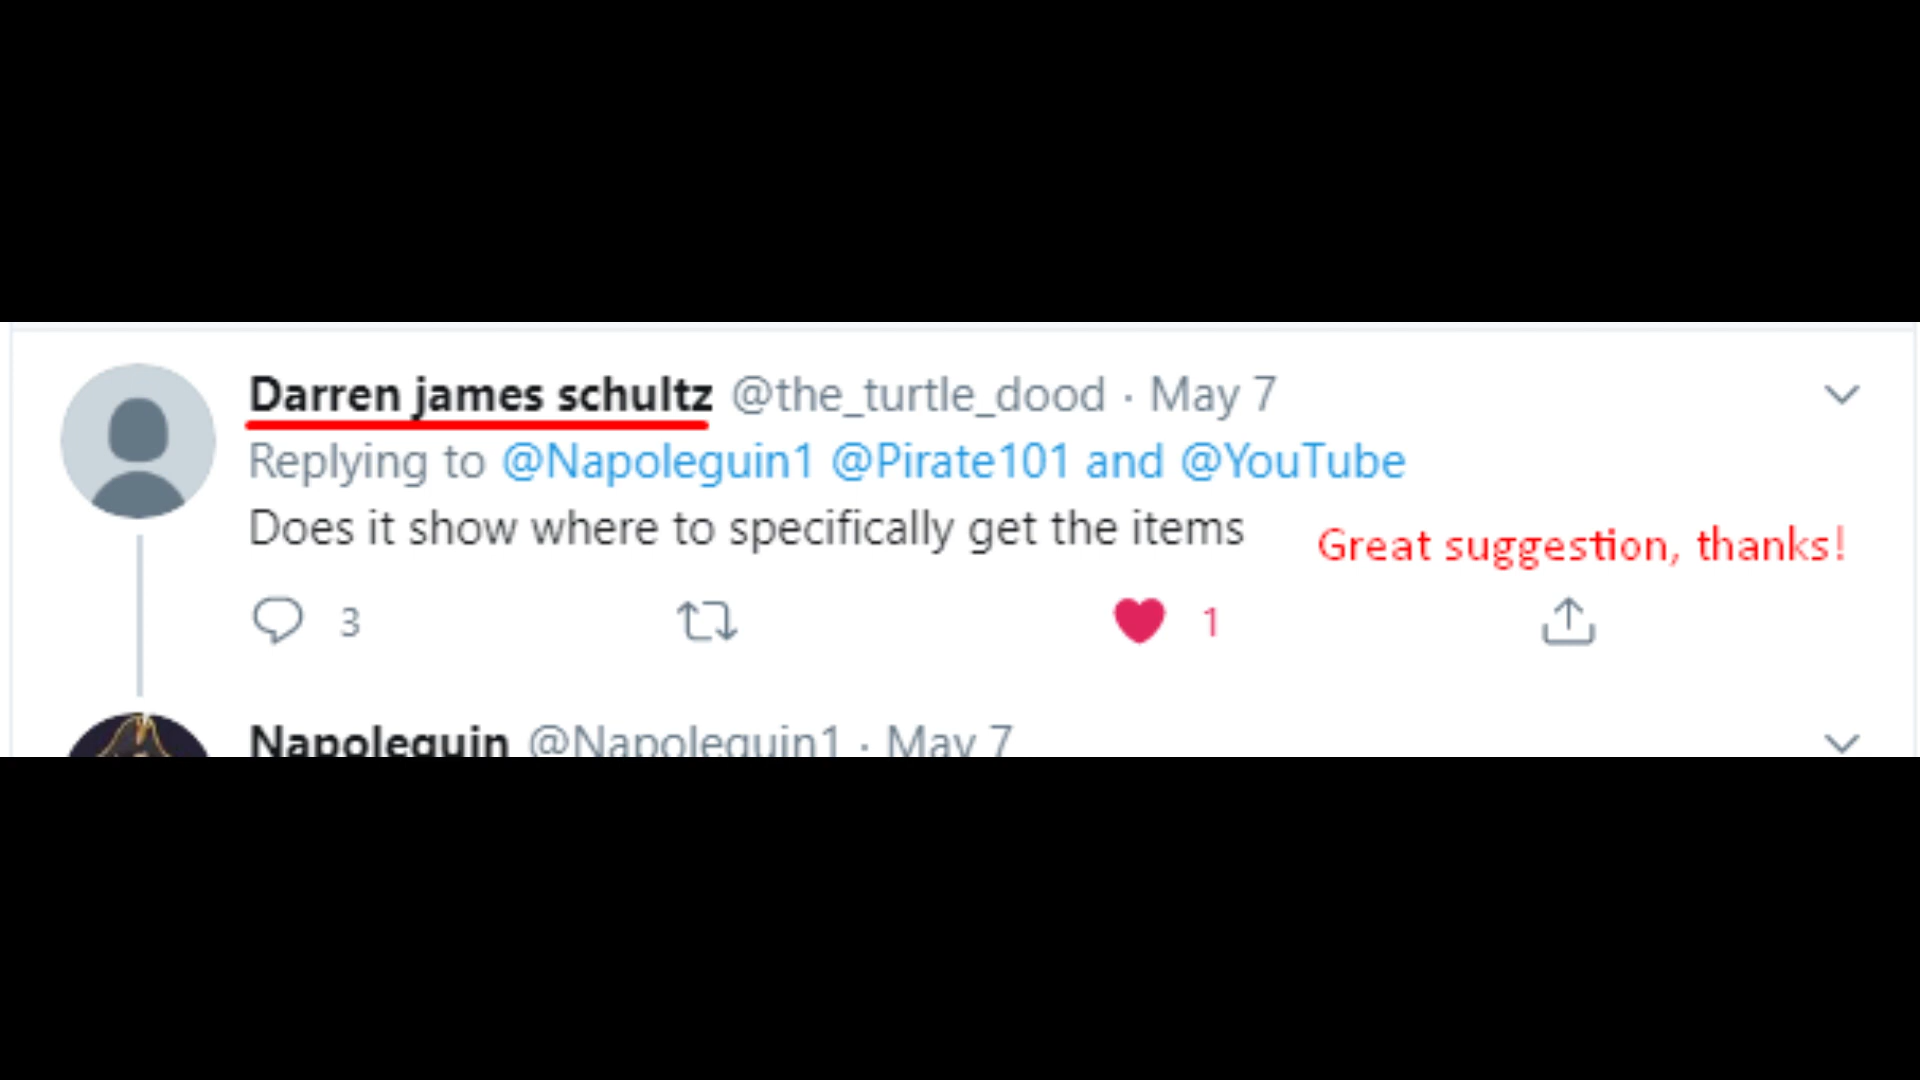 Darren james schultz @the_turtle_dood · May 7
Replying to @Napoleguin1 @Pirate101 and @YouTube
Does it show where to specifically get the items
Great suggestion, thanks!
3 1
Napoleguin @Napoleguin1 · May 7